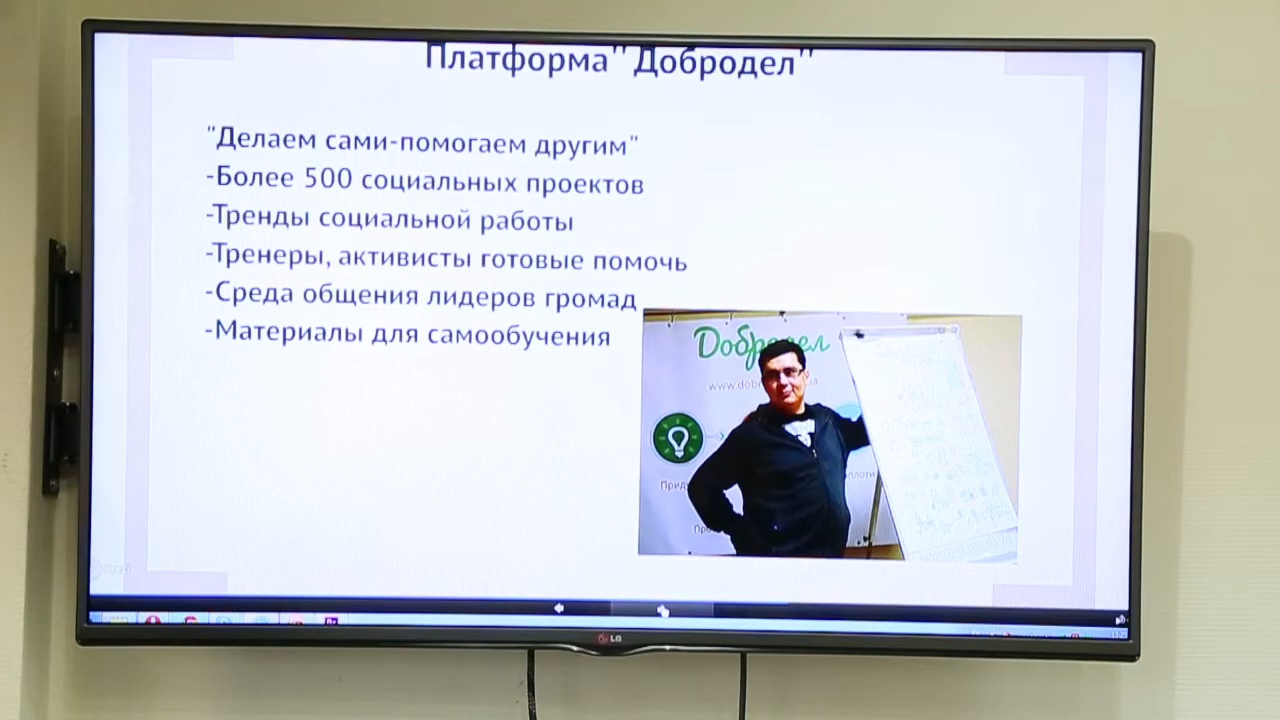 Платформа"Добродел"
"Делаем сами-помогаем другим"
-Более 500 социальных проектов
-Тренды социальной работы
-Тренеры, активисты готовые помочь
-Среда общения лидеров громад
-Материалы для самообучения
Добродел
LG